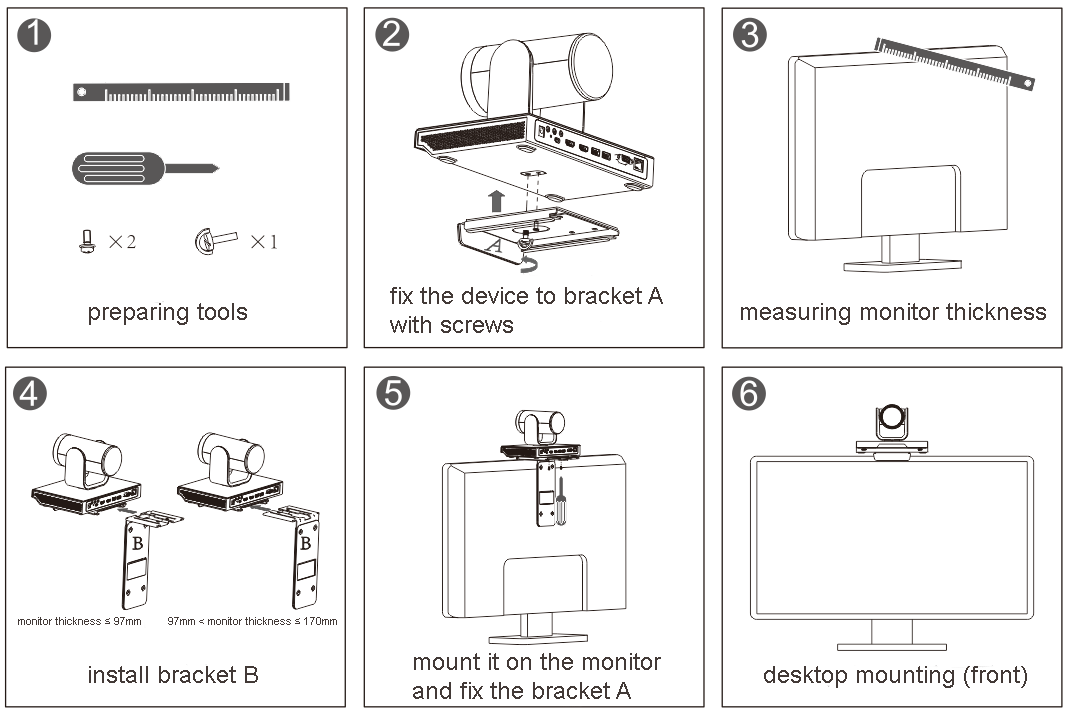 1
×2
×1
preparing tools
2
A
fix the device to bracket A
with screws
3
measuring monitor thickness
4
B
B
monitor thickness ≤ 97mm
97mm < monitor thickness ≤ 170mm
install bracket B
5
mount it on the monitor
and fix the bracket A
6
desktop mounting (front)